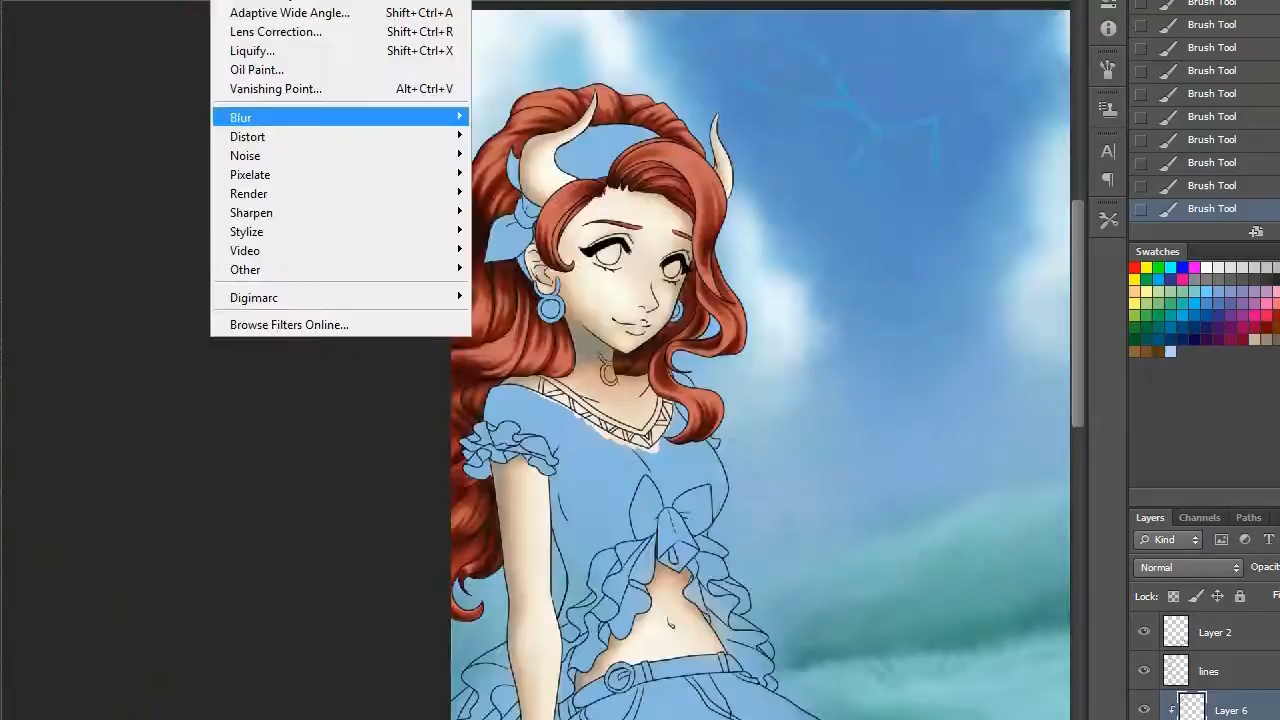 Adaptive Wide Angle... Shift+Ctrl+A
Lens Correction... Shift+Ctrl+R
Liquify... Shift+Ctrl+X
Oil Paint...
Vanishing Point... Alt+Ctrl+V
Blur
Distort
Noise
Pixelate
Render
Sharpen
Stylize
Video
Other
Digimarc
Browse Filters Online...
Brush Tool
Brush Tool
Brush Tool
Brush Tool
Brush Tool
Brush Tool
Brush Tool
Brush Tool
Brush Tool
Brush Tool
Swatches
Layers Channels Paths
Kind
Normal Opacity
Lock:
Layer 2
lines
Layer 6